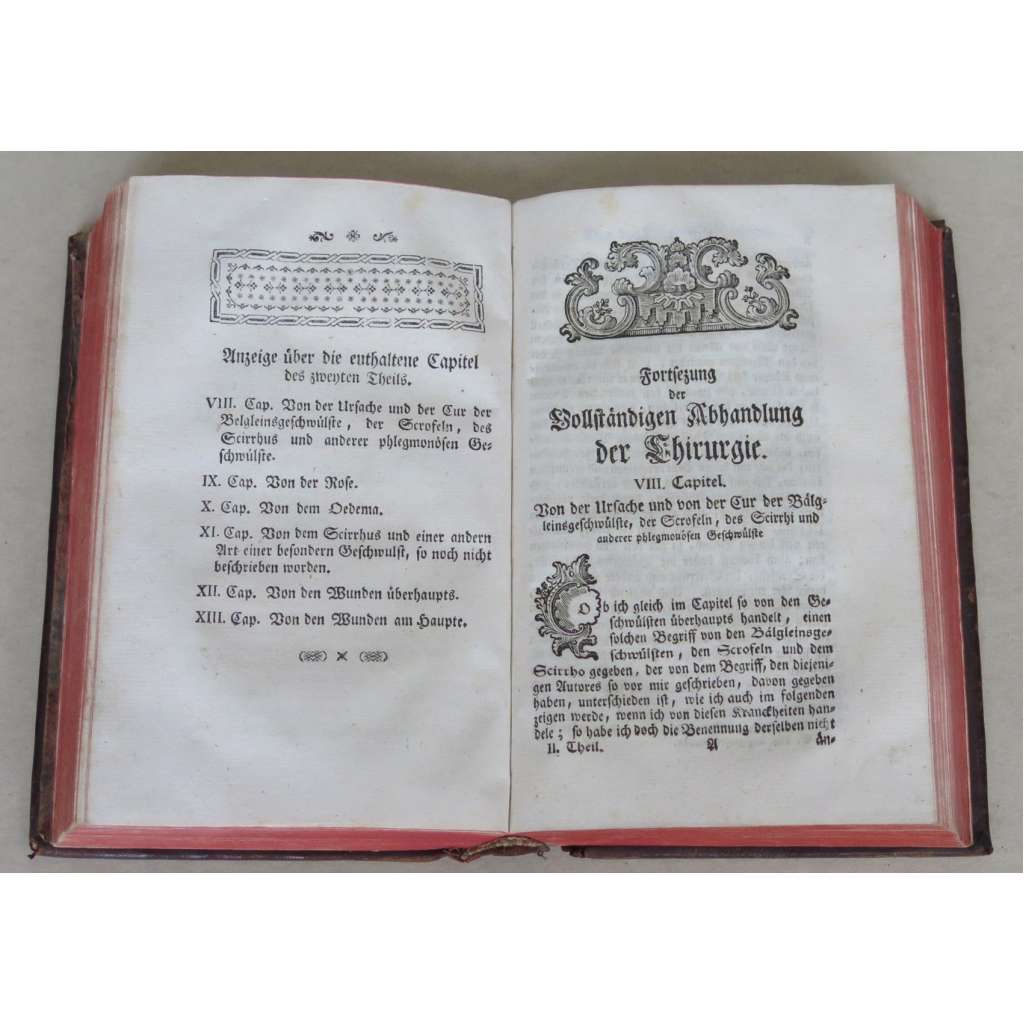 Anzeige über die enthaltene Capitel
des zweyten Theils.
VIII. Cap. Von der Ursache und der Cur der
Belgleinsgeschwülste, der Scrofeln, des
Scirrhus und anderer phlegmonösen Ge-
schwülste.
IX. Cap. Von der Rose.
X. Cap. Von dem Oedema.
XI. Cap. Von dem Scirrhus und einer andern
Art einer besondern Geschwulst, so noch nicht
beschrieben worden.
XII. Cap. Von den Wunden überhaupts.
XIII. Cap. Von den Wunden am Haupte.
Fortsezung
der
Vollständigen Abhandlung
der Chirurgie.
VIII. Capitel.
Von der Ursache und von der Cur der Bälg-
leinsgeschwülste, der Scrofeln, des Scirrhi und
anderer phlegmonösen Geschwülste
Ob ich gleich im Capitel so von den Ge-
schwülsten überhaupts handelt, einen
solchen Begriff von den Bälgleinsge-
schwülsten, den Scrofeln und dem
Scirrho gegeben, der von dem Begriff, den diejeni-
gen Autores so vor mir geschrieben, davon gegeben
haben, unterschieden ist, wie ich auch im folgenden
zeigen werde, wenn ich von diesen Kranckheiten han-
dele; so habe ich doch die Benennung derselben nicht
II. Theil. A än-